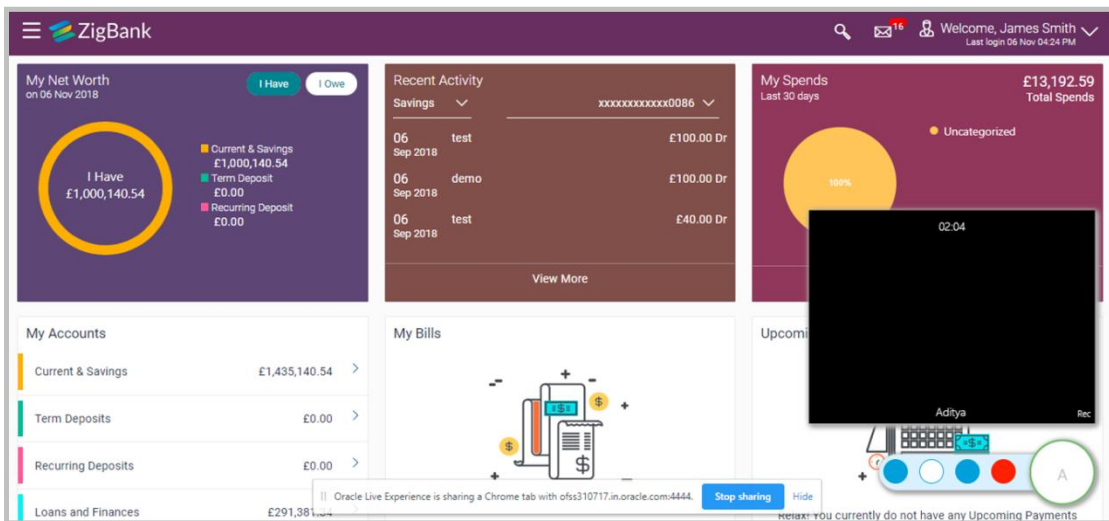 ZigBank
16
Welcome, James Smith
Last login 06 Nov 04:24 PM
My Net Worth
on 06 Nov 2018
I Have
I Owe
I Have
£1,000,140.54
Current & Savings
£1,000,140.54
Term Deposit
£0.00
Recurring Deposit
£0.00
Recent Activity
Savings xxxxxxxxxxxx0086
06 test £100.00 Dr
Sep 2018
06 demo £100.00 Dr
Sep 2018
06 test £40.00 Dr
Sep 2018
View More
My Spends
Last 30 days
£13,192.59
Total Spends
Uncategorized
100%
02:04
Aditya
Rec
My Accounts
Current & Savings £1,435,140.54
Term Deposits £0.00
Recurring Deposits £0.00
Loans and Finances £291,381.54
My Bills
$
$
$
$
Upcomi
$
A
Oracle Live Experience is sharing a Chrome tab with ofss310717.in.oracle.com:4444.
Stop sharing
Hide
Relax! You currently do not have any Upcoming Payments